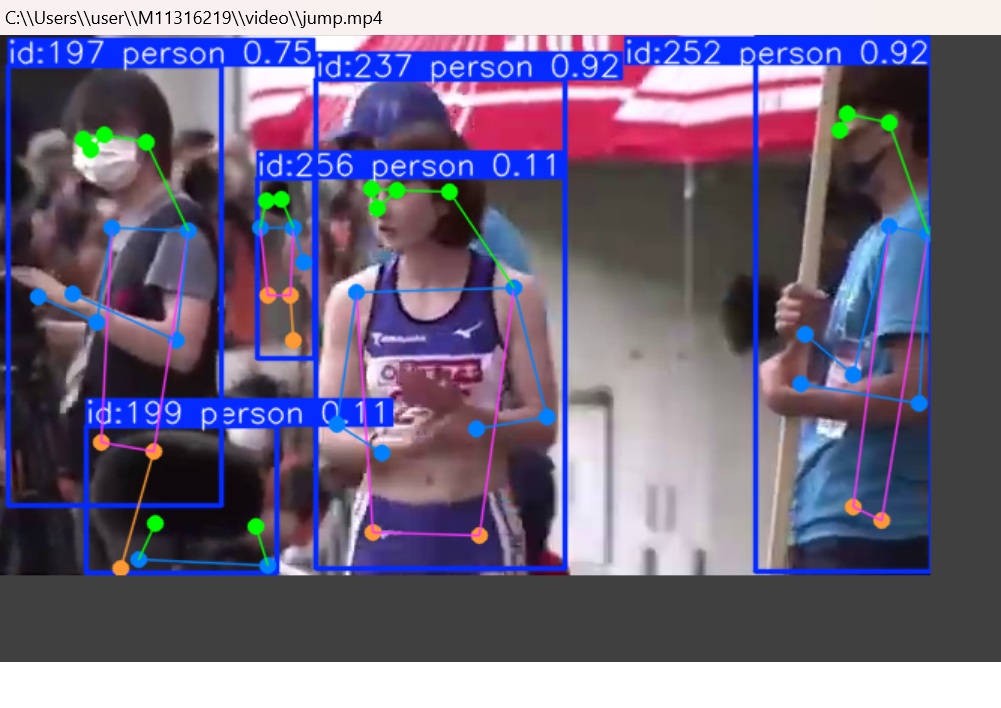 C:\\Users\\user\\M11316219\\video\\jump.mp4
id:197 person 0.75
id:237 person 0.92
id:252 person 0.92
id:256 person 0.11
id:199 person 0.11